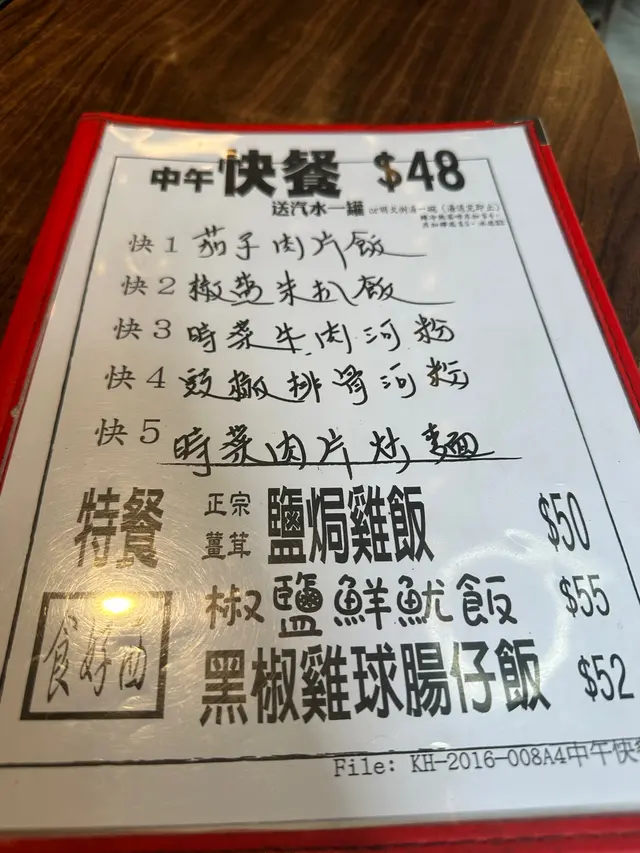 中午快餐 $48
送汽水一罐
快1 茄子肉片飯
快2 椒鹽朱扒飯
快3 時菜牛肉河粉
快4 豉椒排骨河粉
快5 時菜肉片炒麵
特餐
正宗
薑茸
鹽焗雞飯 $50
椒鹽鮮魷飯 $55
食好西
黑椒雞球腸仔飯 $52
File: KH-2016-008A4中午快餐